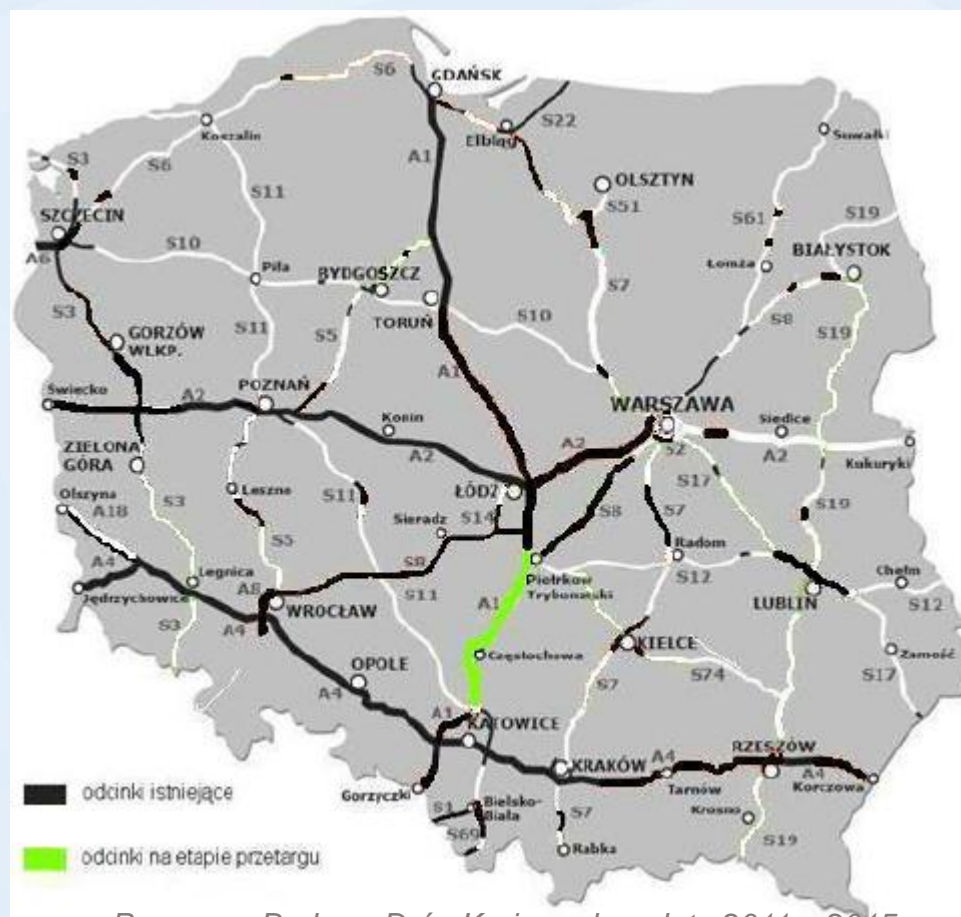 S6
GDAŃSK
Koszalin
S22
Elbląg
Suwałki
S3
S6
A1
OLSZTYN
S51
S11
SZCZECIN
S61
S19
S10
BIAŁYSTOK
A6
Piła
BYDGOSZCZ
Łomża
S7
S3
TORUŃ
S10
S8
S19
GORZÓW
WLKP.
S11
S5
A1
Świecko
A2
POZNAŃ
WARSZAWA
Konin
Siedlce
A2
S2
A2
Kukuryki
ZIELONA
GÓRA
A2
S17
Leszno
ŁÓDŹ
Olszyna
S3
S11
S14
S8
S7
S19
A18
Sieradz
S5
Radom
A4
S8
S12
Chełm
Legnica
Piotrków
Trybunalski
A8
Jędrzychowice
WROCŁAW
S11
A1
LUBLIN
S12
S3
A4
KIELCE
Częstochowa
Zamość
OPOLE
S74
S17
A4
S7
A1
KATOWICE
RZESZÓW
KRAKÓW
A4
A4
odcinki istniejące
Gorzyczki
Tarnów
Korczowa
S1
Bielsko-
Biała
S7
Krosno
S69
S19
odcinki na etapie przetargu
Rabka